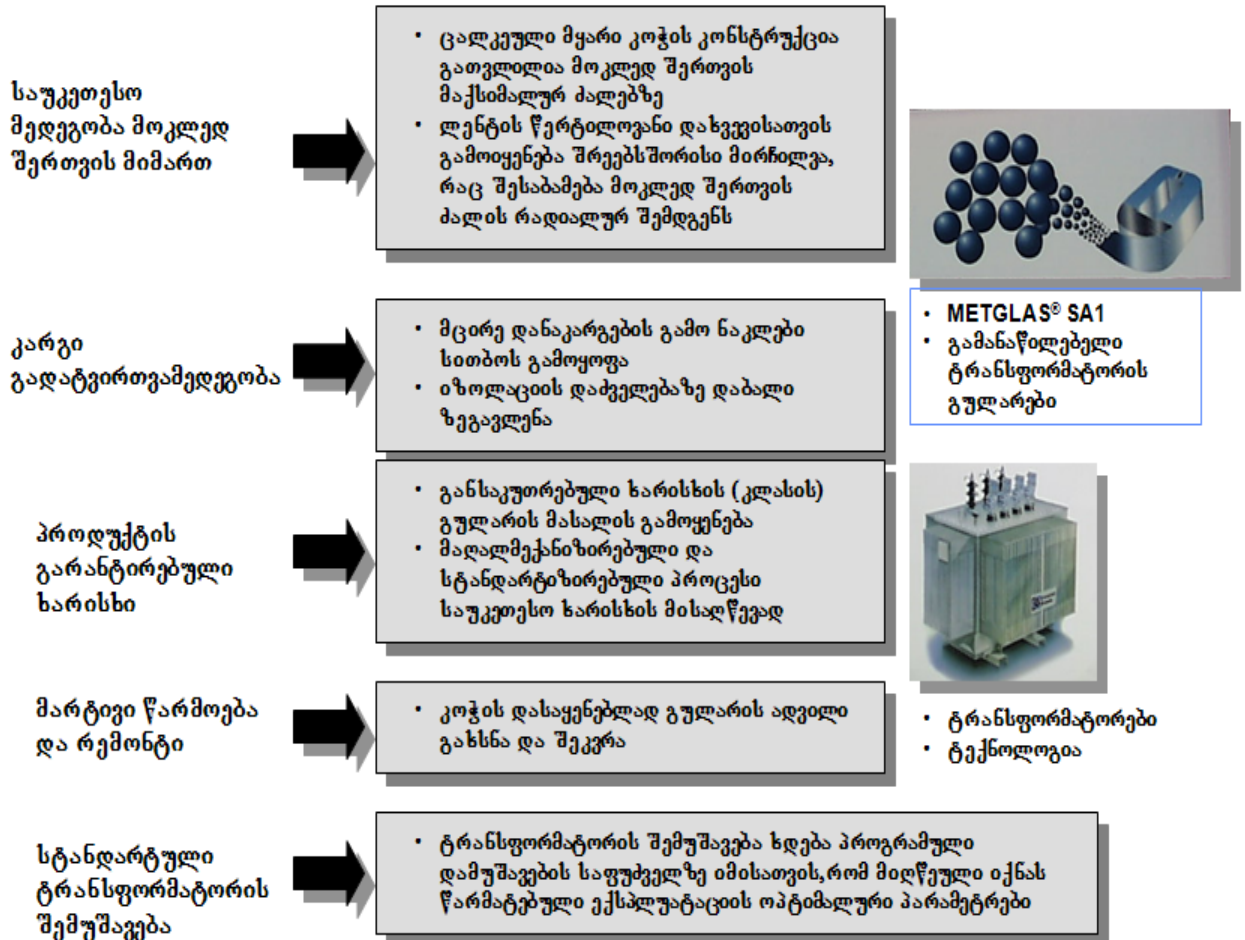 საუკეთესო
მედეგობა მოკლედ
შერთვის მიმართ
• ცალკეული მყარი კოჭის კონსტრუქცია
გათვლილია მოკლედ შერთვის
მაქსიმალურ ძალებზე
• ლენტის წერტილოვანი დახვევისათვის
გამოიყენება შრეებსშორისი მირჩილვა,
რაც შესაბამება მოკლედ შერთვის
ძალის რადიალურ შემდგენს
• METGLAS® SA1
• გამანაწილებელი
ტრანსფორმატორის
გულარები
კარგი
გადატვირთვამედეგობა
• მცირე დანაკარგების გამო ნაკლები
სითბოს გამოყოფა
• იზოლაციის დაძველებაზე დაბალი
ზეგავლენა
პროდუქტის
გარანტირებული
ხარისხი
• განსაკუთრებული ხარისხის (კლასის)
გულარის მასალის გამოყენება
• მაღალმექანიზირებული და
სტანდარტიზირებული პროცესი
საუკეთესო ხარისხის მისაღწევად
მარტივი წარმოება
და რემონტი
• კოჭის დასაყენებლად გულარის ადვილი
გახსნა და შეკვრა
• ტრანსფორმატორები
• ტექნოლოგია
სტანდარტული
ტრანსფორმატორის
შემუშავება
• ტრანსფორმატორის შემუშავება ხდება პროგრამული
დამუშავების საფუძველზე იმისათვის,რომ მიღწეული იქნას
წარმატებული ექსპლუატაციის ოპტიმალური პარამეტრები